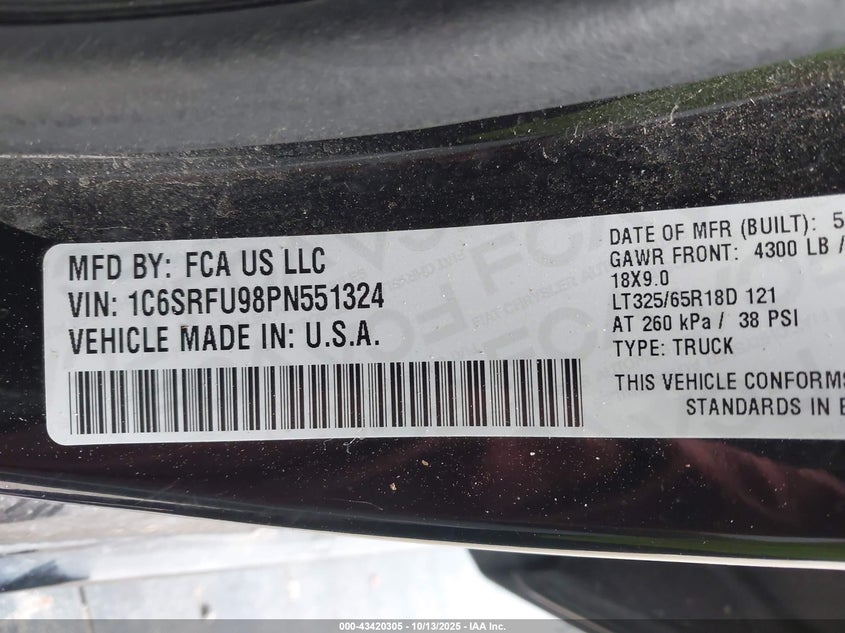 MFD BY: FCA US LLC
VIN: 1C6SRFU98PN551324
VEHICLE MADE IN: U.S.A.
DATE OF MFR (BUILT): 5
GAWR FRONT: 4300 LB /
18X9.0
LT325/65R18D 121
AT 260 kPa / 38 PSI
TYPE: TRUCK
THIS VEHICLE CONFORMS
STANDARDS IN
000-43420305 | 10/13/2025 | IAA Inc.